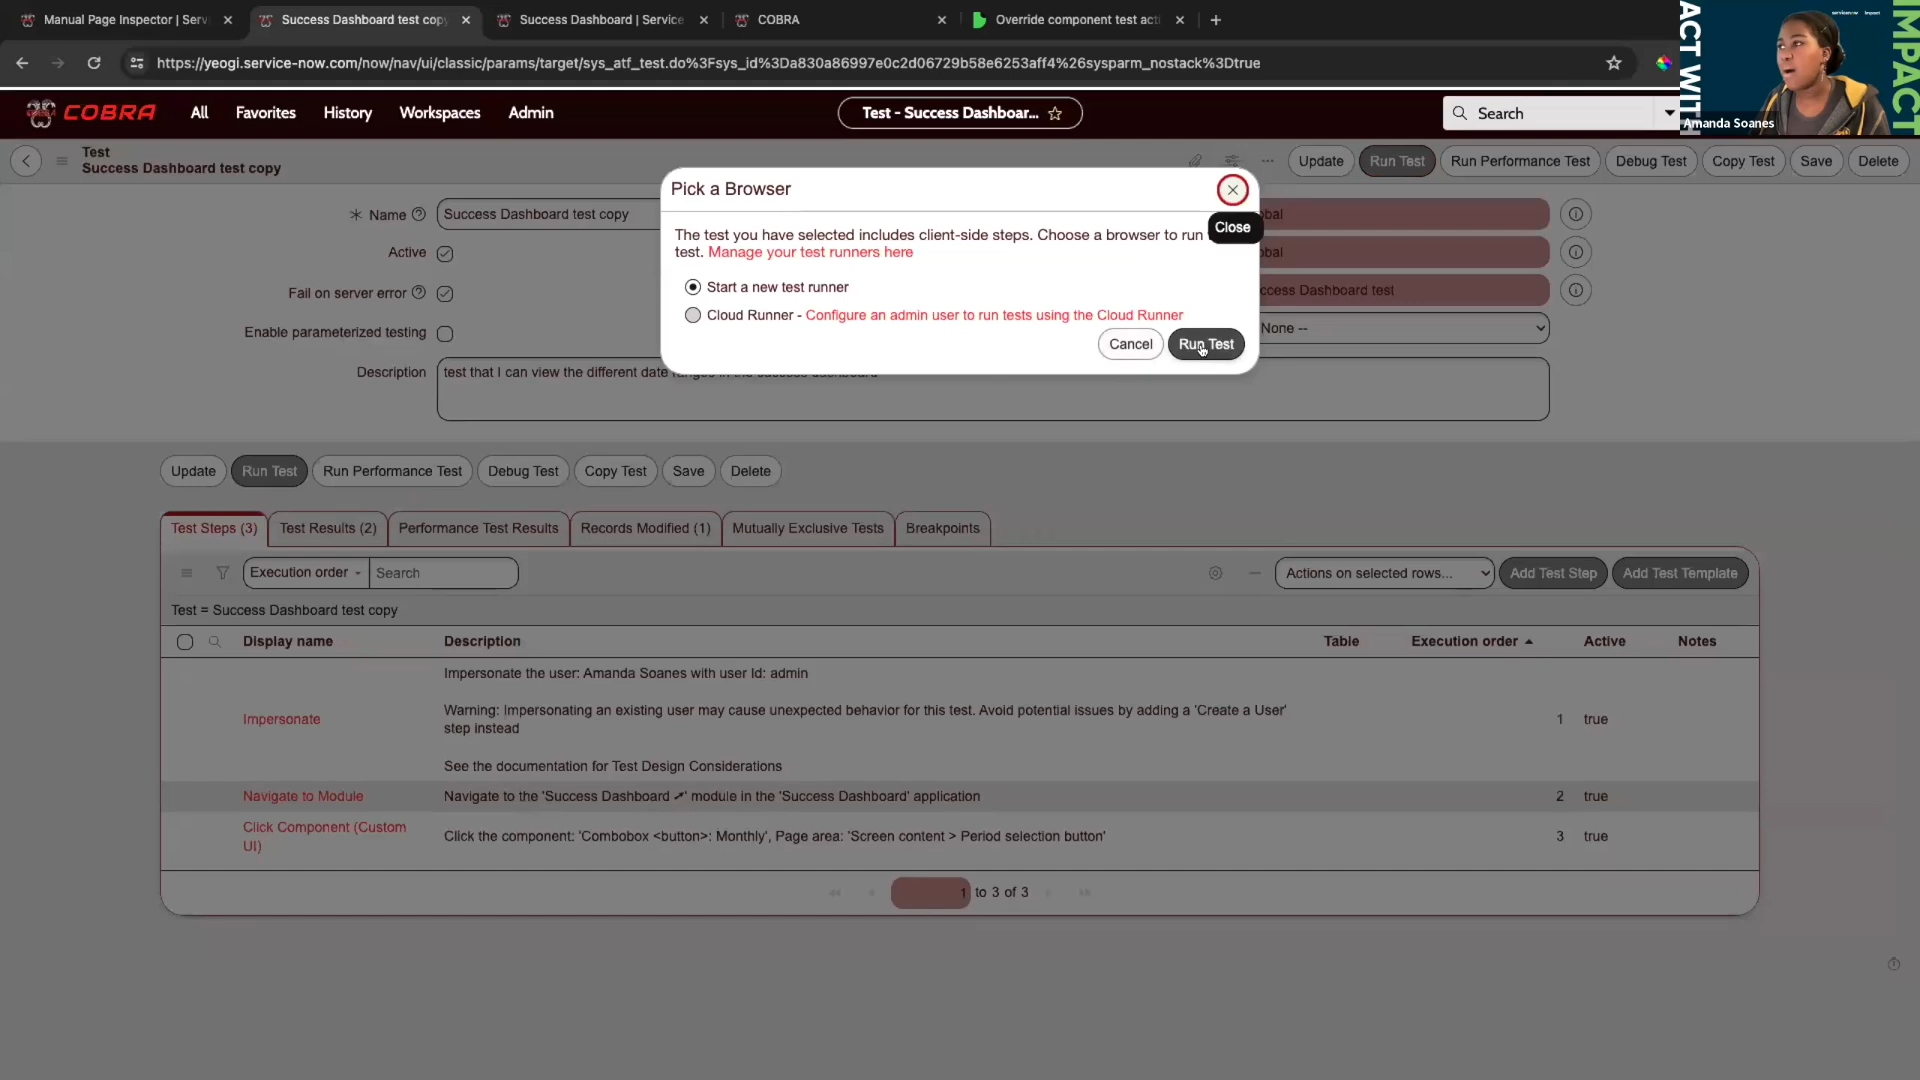 Manual Page Inspector | Serv
Success Dashboard test copy
Success Dashboard | Service
COBRA
Override component test acti
https://yeogi.service-now.com/now/nav/ui/classic/params/target/sys_atf_test.do%3Fsys_id%3Da830a86997e0c2d06729b58e6253aff4%26sysparm_nostack%3Dtrue
COBRA
All
Favorites
History
Workspaces
Admin
Test - Success Dashboar...
Search
ACT WITH
IMPACT
Amanda Soanes
Test
Success Dashboard test copy
Update
Run Test
Run Performance Test
Debug Test
Copy Test
Save
Delete
Pick a Browser
Close
The test you have selected includes client-side steps. Choose a browser to run
test. Manage your test runners here
Start a new test runner
Cloud Runner - Configure an admin user to run tests using the Cloud Runner
Cancel
Run Test
Name
Success Dashboard test copy
bal
Active
bal
Fail on server error
ccess Dashboard test
Enable parameterized testing
None --
Description
test that I can view the different date ranges in the success dashboard
Update
Run Test
Run Performance Test
Debug Test
Copy Test
Save
Delete
Test Steps (3)
Test Results (2)
Performance Test Results
Records Modified (1)
Mutually Exclusive Tests
Breakpoints
Execution order
Search
Actions on selected rows...
Add Test Step
Add Test Template
Test = Success Dashboard test copy
Display name
Description
Table
Execution order
Active
Notes
Impersonate the user: Amanda Soanes with user Id: admin
Warning: Impersonating an existing user may cause unexpected behavior for this test. Avoid potential issues by adding a 'Create a User'
step instead
See the documentation for Test Design Considerations
Impersonate
1
true
Navigate to Module
Navigate to the 'Success Dashboard ➚' module in the 'Success Dashboard' application
2
true
Click Component (Custom
UI)
Click the component: 'Combobox <button>: Monthly', Page area: 'Screen content > Period selection button'
3
true
1 to 3 of 3